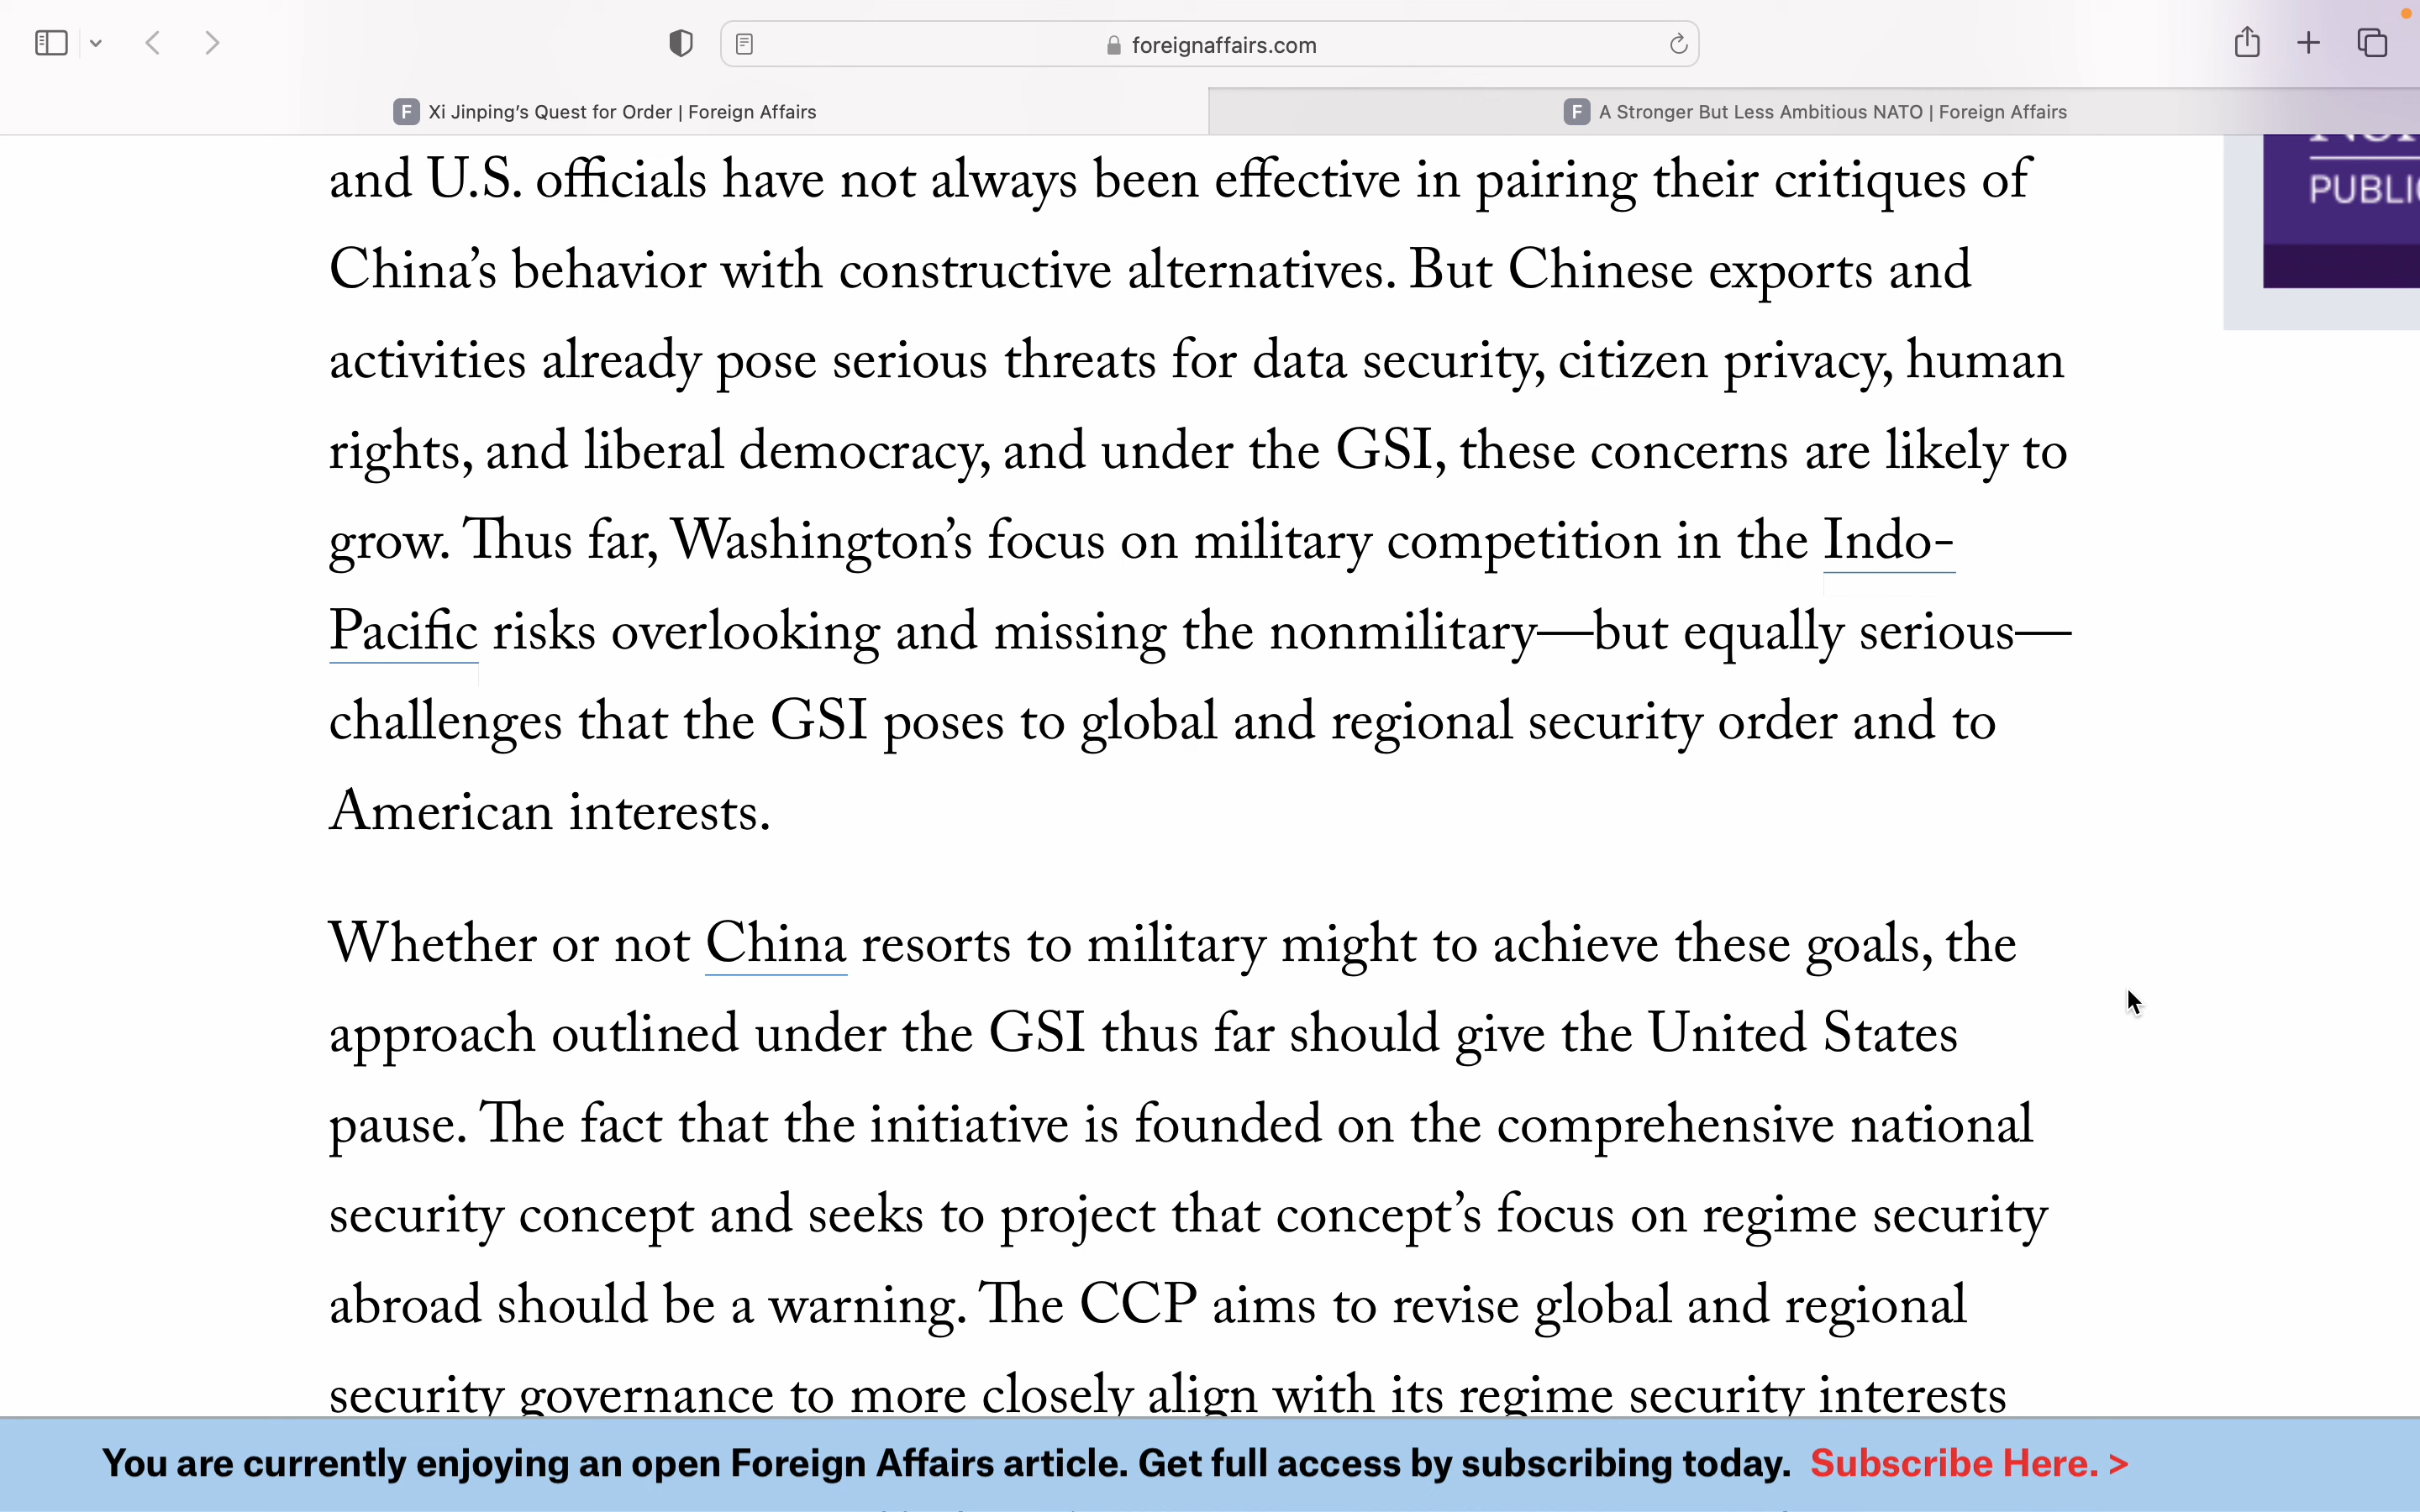 foreignaffairs.com
F Xi Jinping’s Quest for Order | Foreign Affairs
F A Stronger But Less Ambitious NATO | Foreign Affairs
and U.S. officials have not always been effective in pairing their critiques of
China’s behavior with constructive alternatives. But Chinese exports and
activities already pose serious threats for data security, citizen privacy, human
rights, and liberal democracy, and under the GSI, these concerns are likely to
grow. Thus far, Washington’s focus on military competition in the Indo-
Pacific risks overlooking and missing the nonmilitary—but equally serious—
challenges that the GSI poses to global and regional security order and to
American interests.
Whether or not China resorts to military might to achieve these goals, the
approach outlined under the GSI thus far should give the United States
pause. The fact that the initiative is founded on the comprehensive national
security concept and seeks to project that concept’s focus on regime security
abroad should be a warning. The CCP aims to revise global and regional
security governance to more closely align with its regime security interests
PUBLI
You are currently enjoying an open Foreign Affairs article. Get full access by subscribing today. Subscribe Here. >